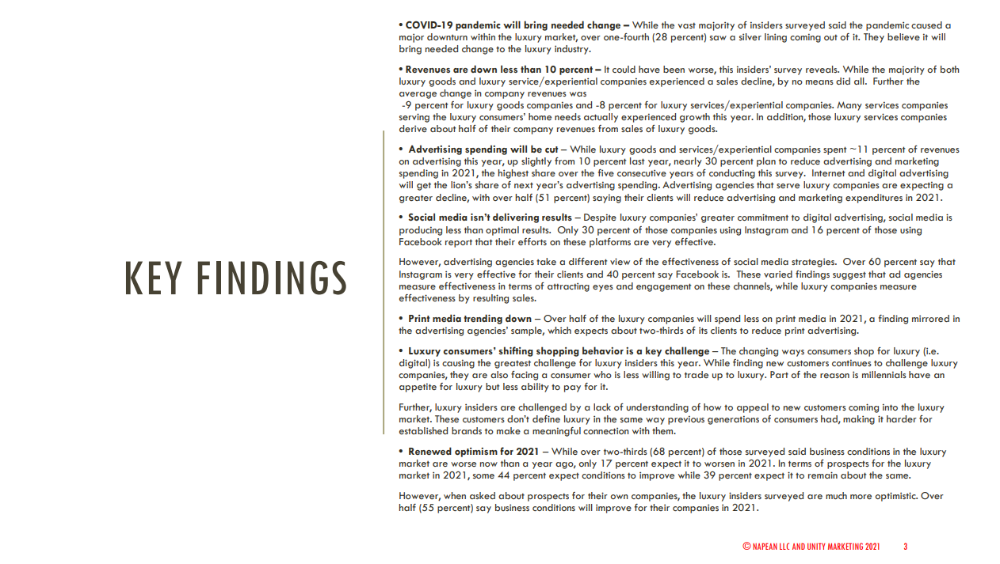 KEY FINDINGS
• COVID-19 pandemic will bring needed change – While the vast majority of insiders surveyed said the pandemic caused a
major downturn within the luxury market, over one-fourth (28 percent) saw a silver lining coming out of it. They believe it will
bring needed change to the luxury industry.
• Revenues are down less than 10 percent – It could have been worse, this insiders' survey reveals. While the majority of both
luxury goods and luxury service/experiential companies experienced a sales decline, by no means did all.  Further the
average change in company revenues was
-9 percent for luxury goods companies and -8 percent for luxury services/experiential companies. Many services companies
serving the luxury consumers' home needs actually experienced growth this year. In addition, those luxury services companies
derive about half of their company revenues from sales of luxury goods.
• Advertising spending will be cut – While luxury goods and services/experiential companies spent ~11 percent of revenues
on advertising this year, up slightly from 10 percent last year, nearly 30 percent plan to reduce advertising and marketing
spending in 2021, the highest share over the five consecutive years of conducting this survey.  Internet and digital advertising
will get the lion's share of next year's advertising spending. Advertising agencies that serve luxury companies are expecting a
greater decline, with over half (51 percent) saying their clients will reduce advertising and marketing expenditures in 2021.
• Social media isn't delivering results – Despite luxury companies' greater commitment to digital advertising, social media is
producing less than optimal results.  Only 30 percent of those companies using Instagram and 16 percent of those using
Facebook report that their efforts on these platforms are very effective.
However, advertising agencies take a different view of the effectiveness of social media strategies.  Over 60 percent say that
Instagram is very effective for their clients and 40 percent say Facebook is.  These varied findings suggest that ad agencies
measure effectiveness in terms of attracting eyes and engagement on these channels, while luxury companies measure
effectiveness by resulting sales.
• Print media trending down – Over half of the luxury companies will spend less on print media in 2021, a finding mirrored in
the advertising agencies' sample, which expects about two-thirds of its clients to reduce print advertising.
• Luxury consumers' shifting shopping behavior is a key challenge – The changing ways consumers shop for luxury (i.e.
digital) is causing the greatest challenge for luxury insiders this year. While finding new customers continues to challenge luxury
companies, they are also facing a consumer who is less willing to trade up to luxury. Part of the reason is millennials have an
appetite for luxury but less ability to pay for it.
Further, luxury insiders are challenged by a lack of understanding of how to appeal to new customers coming into the luxury
market. These customers don't define luxury in the same way previous generations of consumers had, making it harder for
established brands to make a meaningful connection with them.
• Renewed optimism for 2021 – While over two-thirds (68 percent) of those surveyed said business conditions in the luxury
market are worse now than a year ago, only 17 percent expect it to worsen in 2021. In terms of prospects for the luxury
market in 2021, some 44 percent expect conditions to improve while 39 percent expect it to remain about the same.
However, when asked about prospects for their own companies, the luxury insiders surveyed are much more optimistic. Over
half (55 percent) say business conditions will improve for their companies in 2021.
© NAPEAN LLC AND UNITY MARKETING 2021 3